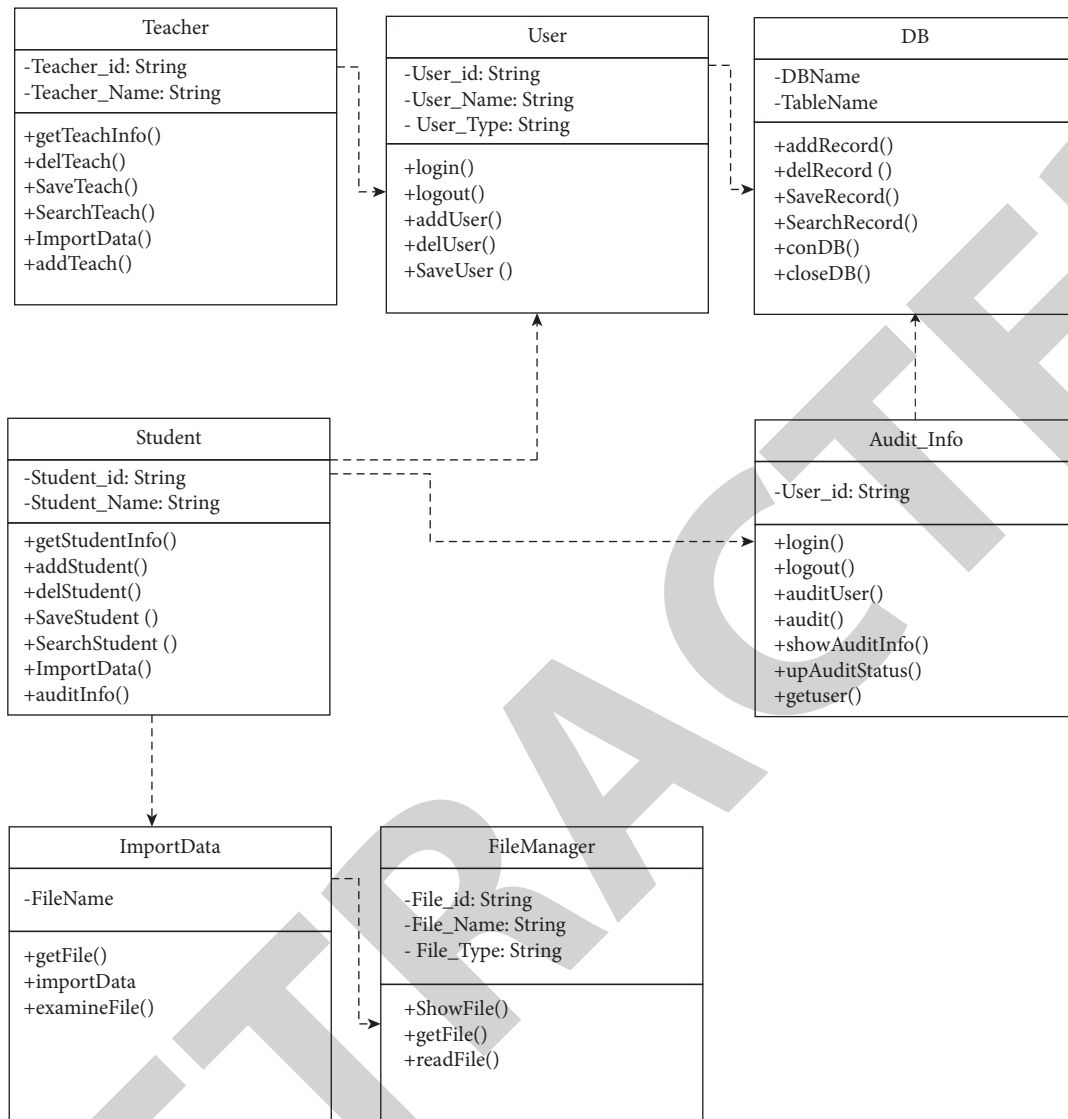 Teacher
-Teacher_id: String
-Teacher_Name: String
+getTeachInfo()
+delTeach()
+SaveTeach()
+SearchTeach()
+ImportData()
+addTeach()
User
-User_id: String
-User_Name: String
- User_Type: String
+login()
+logout()
+addUser()
+delUser()
+SaveUser ()
DB
-DBName
-TableName
+addRecord()
+delRecord ()
+SaveRecord()
+SearchRecord()
+conDB()
+closeDB()
Student
-Student_id: String
-Student_Name: String
+getStudentInfo()
+addStudent()
+delStudent()
+SaveStudent ()
+SearchStudent ()
+ImportData()
+auditInfo()
Audit_Info
-User_id: String
+login()
+logout()
+auditUser()
+audit()
+showAuditInfo()
+upAuditStatus()
+getuser()
ImportData
-FileName
+getFile()
+importData
+examineFile()
FileManager
-File_id: String
-File_Name: String
- File_Type: String
+ShowFile()
+getFile()
+readFile()
TRACTE